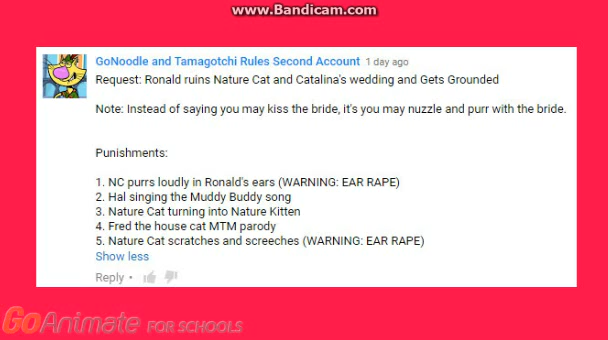 www.Bandicam.com
GoNoodle and Tamagotchi Rules Second Account 1 day ago
Request: Ronald ruins Nature Cat and Catalina's wedding and Gets Grounded
Note: Instead of saying you may kiss the bride, it's you may nuzzle and purr with the bride.
Punishments:
1. NC purrs loudly in Ronald's ears (WARNING: EAR RAPE)
2. Hal singing the Muddy Buddy song
3. Nature Cat turning into Nature Kitten
4. Fred the house cat MTM parody
5. Nature Cat scratches and screeches (WARNING: EAR RAPE)
Show less
Reply •
GoAnimate FOR SCHOOLS